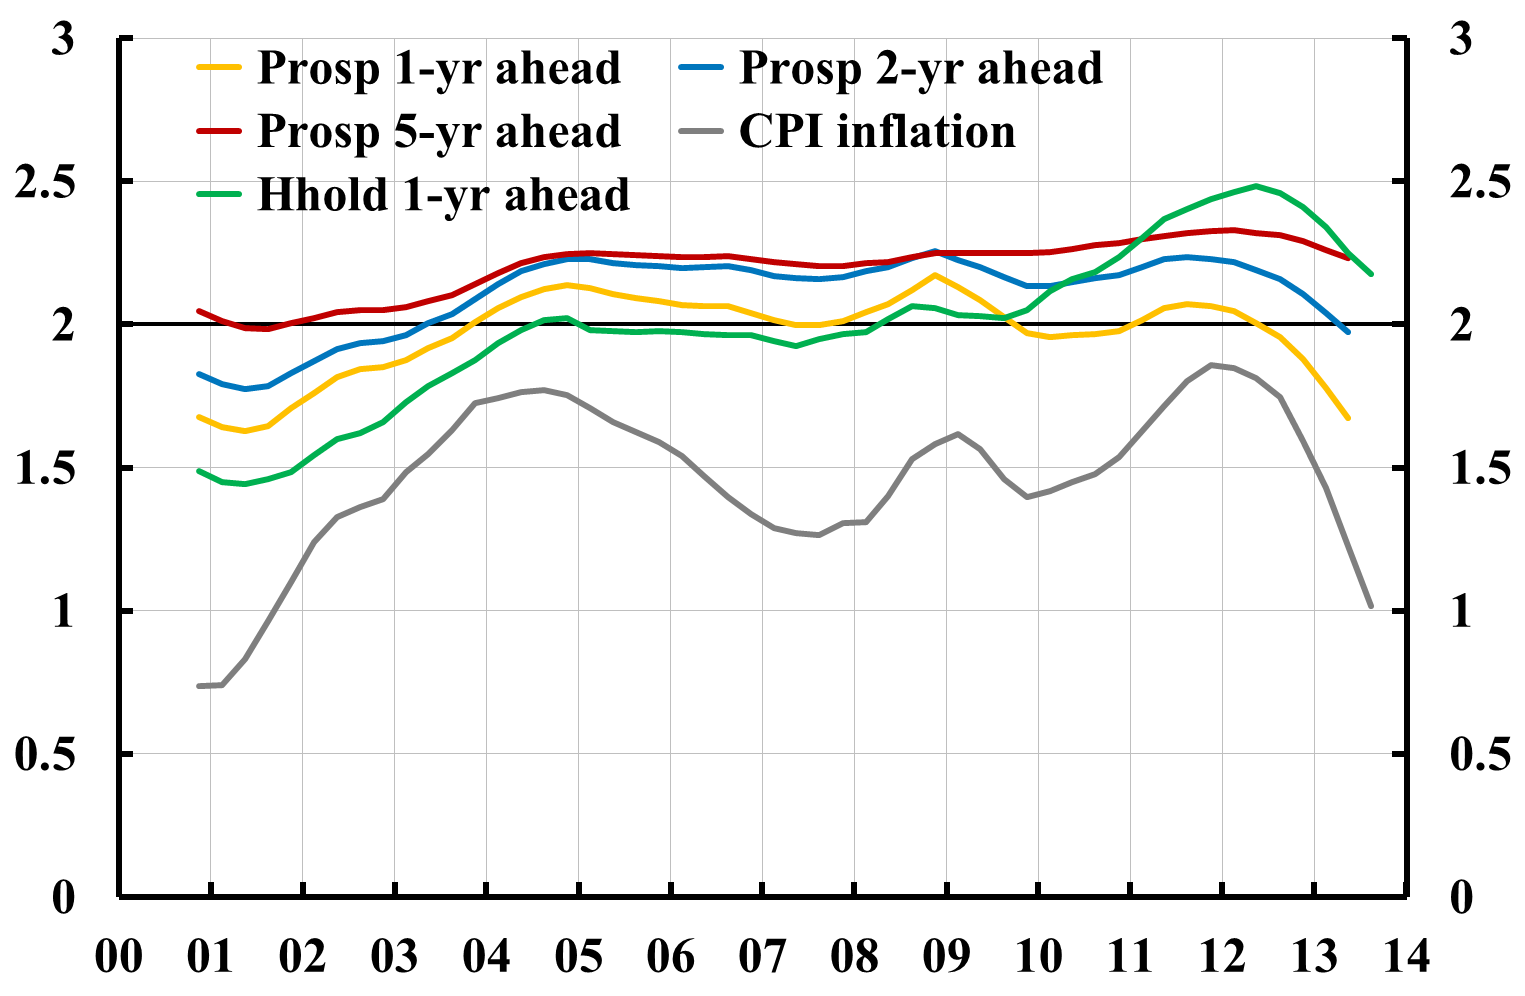 3 3
Prosp 1-yr ahead Prosp 2-yr ahead
Prosp 5-yr ahead CPI inflation
2.5 2.5
Hhold 1-yr ahead
2 2
1.5 1.5
1 1
0.5 0.5
0 0
00 01 02 03 04 05 06 07 08 09 10 11 12 13 14